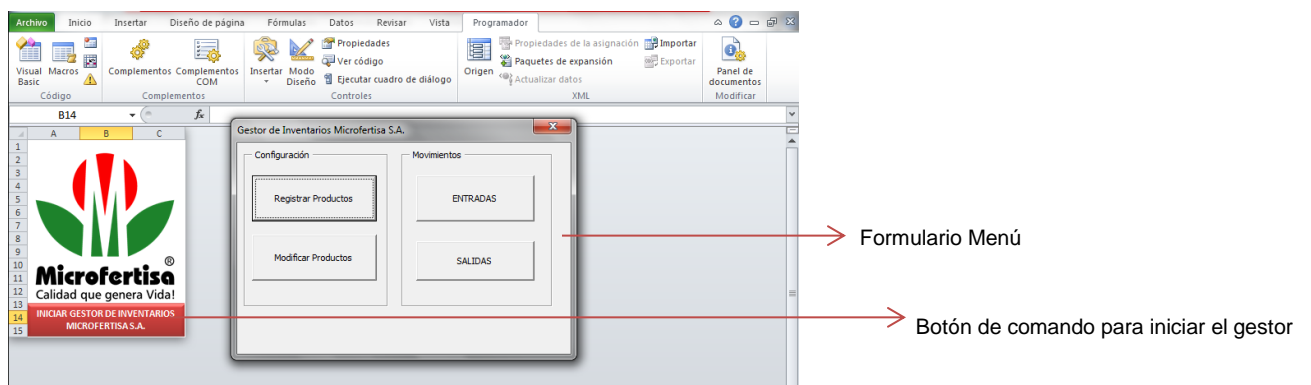 Archivo Inicio Insertar Diseño de página Fórmulas Datos Revisar Vista Programador
Visual Basic
Macros
Código
Complementos
Complementos COM
Complementos
Insertar
Modo Diseño
Propiedades
Ver código
Ejecutar cuadro de diálogo
Controles
Origen
Propiedades de la asignación
Paquetes de expansión
Actualizar datos
Importar
Exportar
XML
Panel de documentos
Modificar
B14
fx
A B C
1
2
3
4
5
6
7
8
9
10
11
12
13
14
15
Microfertisa®
Calidad que genera Vida!
INICIAR GESTOR DE INVENTARIOS
MICROFERTISA S.A.
Gestor de Inventarios Microfertisa S.A.
Configuración
Registrar Productos
Modificar Productos
Movimientos
ENTRADAS
SALIDAS
Formulario Menú
Botón de comando para iniciar el gestor